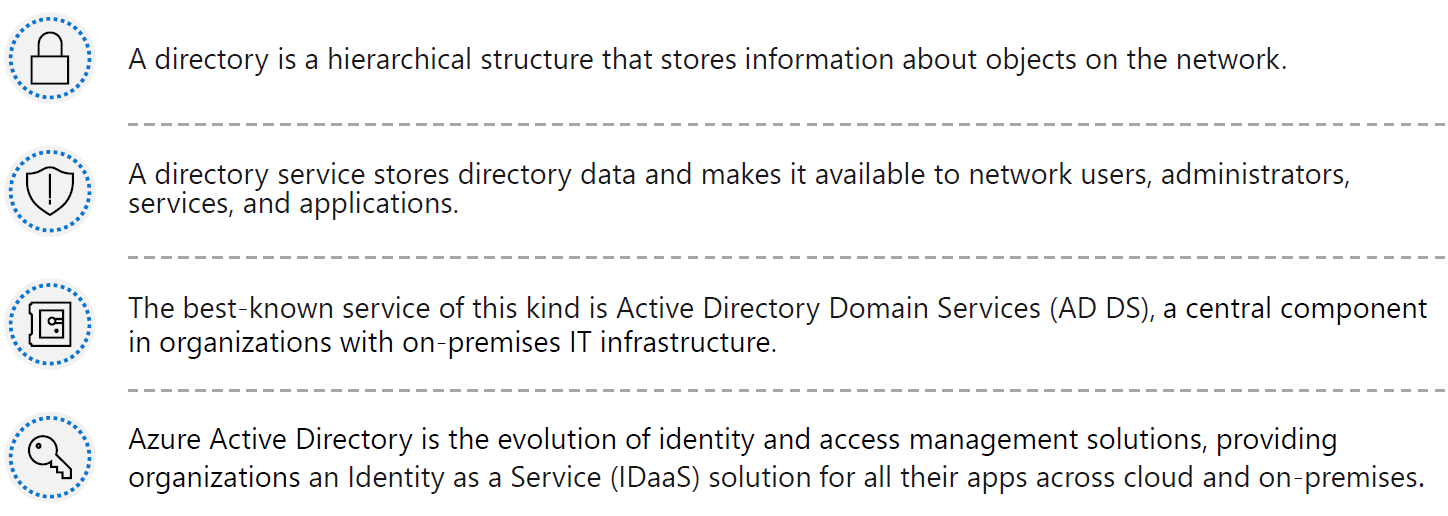 A directory is a hierarchical structure that stores information about objects on the network.
A directory service stores directory data and makes it available to network users, administrators,
services, and applications.
The best-known service of this kind is Active Directory Domain Services (AD DS), a central component
in organizations with on-premises IT infrastructure.
Azure Active Directory is the evolution of identity and access management solutions, providing
organizations an Identity as a Service (IDaaS) solution for all their apps across cloud and on-premises.